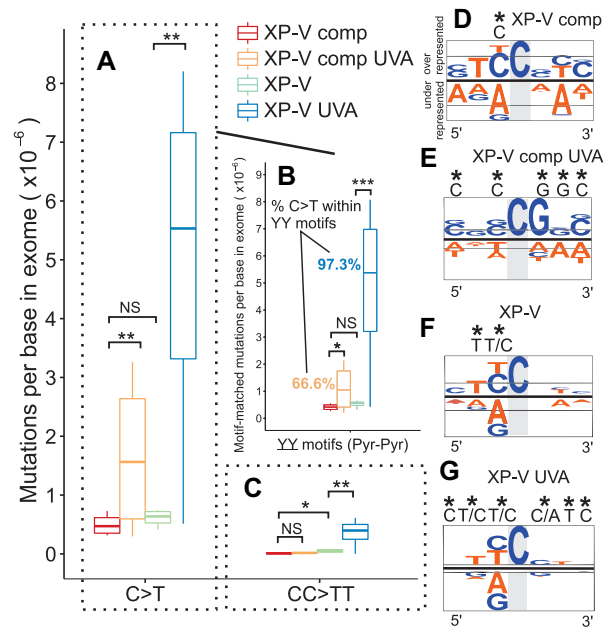 A
Mutations per base in exome ( x10⁻⁶)
8
7
6
5
4
3
2
1
0
**
NS
**
C>T
XP-V comp
XP-V comp UVA
XP-V
XP-V UVA
B
Motif-matched mutations per base in exome (x10⁻⁶)
9
8
7
6
5
4
3
2
1
0
% C>T within
YY motifs
***
97.3%
NS
*
66.6%
YY motifs (Pyr-Pyr)
C
NS
*
**
CC>TT
D
XP-V comp
*
C
under over
represented represented
5' 3'
E
XP-V comp UVA
* * * * *
C C G G C
5' 3'
F
XP-V
* *
T T/C
5' 3'
G
XP-V UVA
* * * * * *
C T/C T/C C/A T C
5' 3'